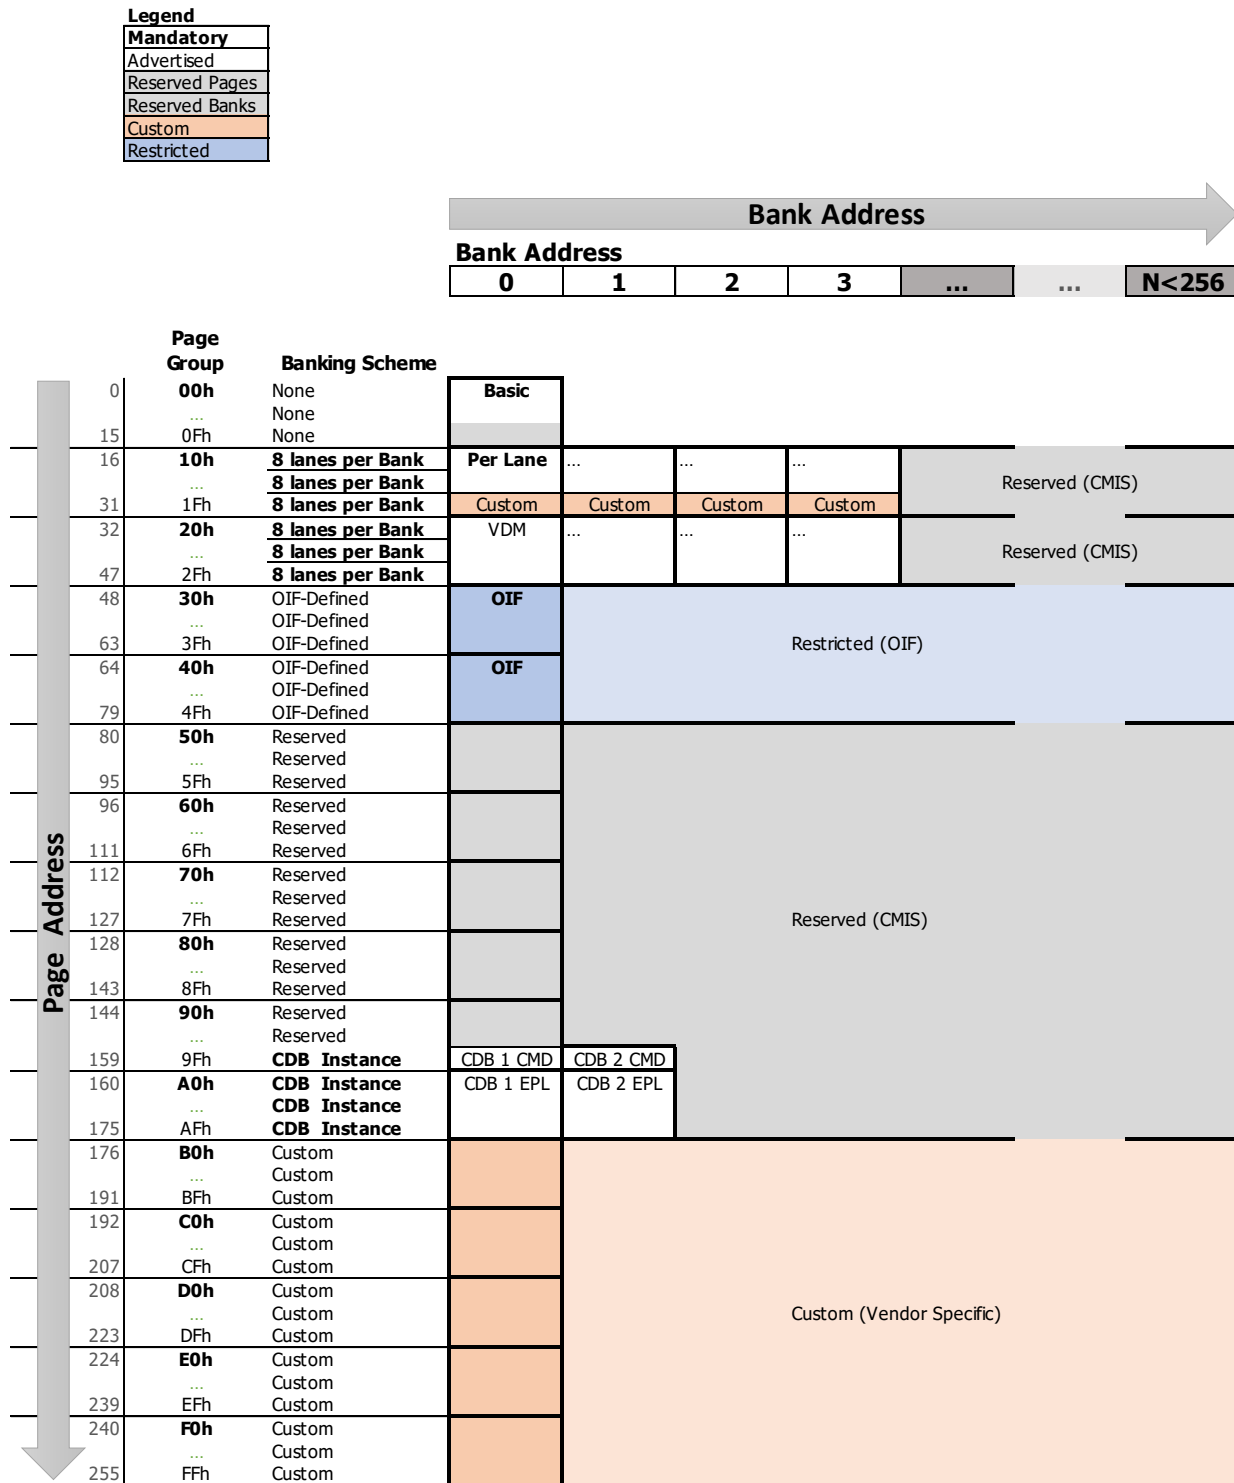 Legend
Mandatory
Advertised
Reserved Pages
Reserved Banks
Custom
Restricted
Bank Address
Bank Address
0 1 2 3 ... ... N<256
Page
Group Banking Scheme
0 00h None Basic
... None
15 0Fh None
16 10h 8 lanes per Bank Per Lane ... ... ...
... 8 lanes per Bank Reserved (CMIS)
31 1Fh 8 lanes per Bank Custom Custom Custom Custom
32 20h 8 lanes per Bank VDM ... ... ...
... 8 lanes per Bank Reserved (CMIS)
47 2Fh 8 lanes per Bank
48 30h OIF-Defined OIF
... OIF-Defined
63 3Fh OIF-Defined Restricted (OIF)
64 40h OIF-Defined OIF
... OIF-Defined
79 4Fh OIF-Defined
80 50h Reserved
... Reserved
95 5Fh Reserved
96 60h Reserved
... Reserved
111 6Fh Reserved
112 70h Reserved
... Reserved
127 7Fh Reserved Reserved (CMIS)
128 80h Reserved
... Reserved
143 8Fh Reserved
144 90h Reserved
... Reserved
159 9Fh CDB Instance CDB 1 CMD CDB 2 CMD
160 A0h CDB Instance CDB 1 EPL CDB 2 EPL
... CDB Instance
175 AFh CDB Instance
176 B0h Custom
... Custom
191 BFh Custom
192 C0h Custom
... Custom
207 CFh Custom
208 D0h Custom
... Custom Custom (Vendor Specific)
223 DFh Custom
224 E0h Custom
... Custom
239 EFh Custom
240 F0h Custom
... Custom
255 FFh Custom
Page Address